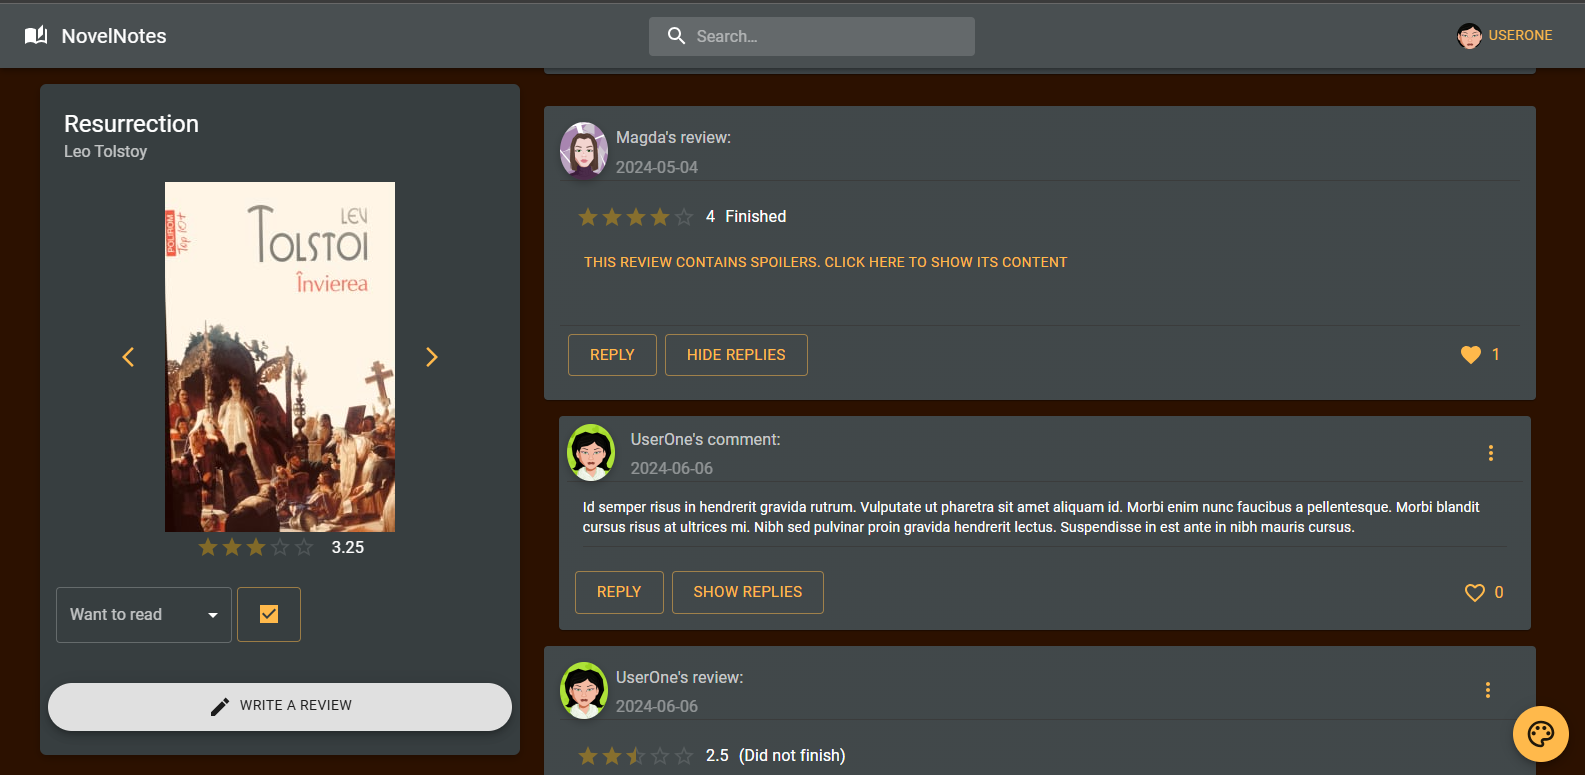 NovelNotes
Search...
USERONE
Resurrection
Leo Tolstoy
POLIROM
Top 10+
LEV
TOLSTOI
Învierea
3.25
Want to read
WRITE A REVIEW
Magda's review:
2024-05-04
4 Finished
THIS REVIEW CONTAINS SPOILERS. CLICK HERE TO SHOW ITS CONTENT
REPLY
HIDE REPLIES
1
UserOne's comment:
2024-06-06
Id semper risus in hendrerit gravida rutrum. Vulputate ut pharetra sit amet aliquam id. Morbi enim nunc faucibus a pellentesque. Morbi blandit
cursus risus at ultrices mi. Nibh sed pulvinar proin gravida hendrerit lectus. Suspendisse in est ante in nibh mauris cursus.
REPLY
SHOW REPLIES
0
UserOne's review:
2024-06-06
2.5 (Did not finish)